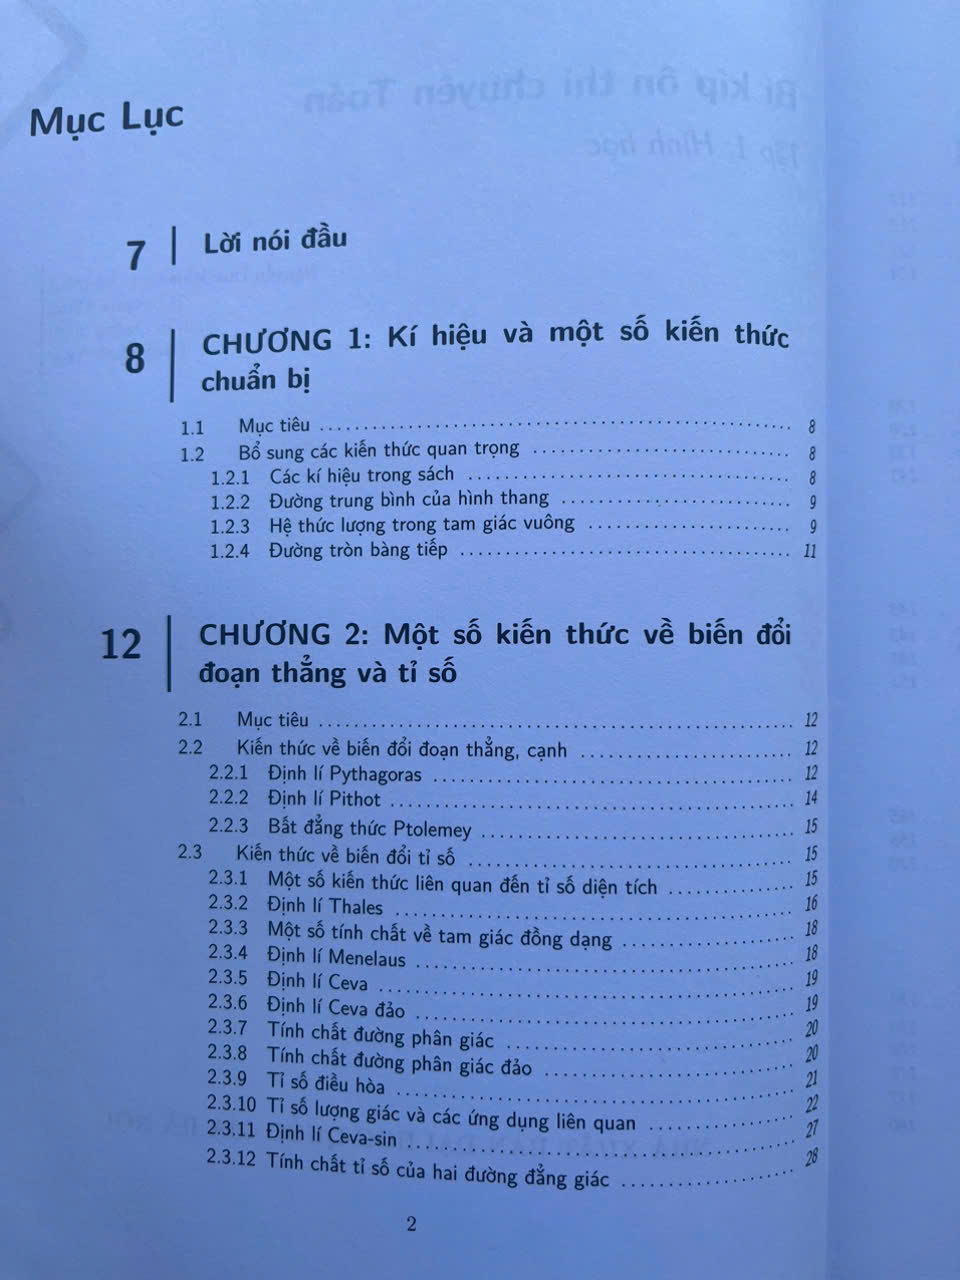 Mục Lục
7 Lời nói đầu
8 CHƯƠNG 1: Kí hiệu và một số kiến thức
chuẩn bị
1.1 Mục tiêu 8
1.2 Bổ sung các kiến thức quan trọng 8
1.2.1 Các kí hiệu trong sách 8
1.2.2 Đường trung bình của hình thang 9
1.2.3 Hệ thức lượng trong tam giác vuông 9
1.2.4 Đường tròn bàng tiếp 11
12 CHƯƠNG 2: Một số kiến thức về biến đổi
đoạn thẳng và tỉ số
2.1 Mục tiêu 12
2.2 Kiến thức về biến đổi đoạn thẳng, cạnh 12
2.2.1 Định lí Pythagoras 12
2.2.2 Định lí Pithot 14
2.2.3 Bất đẳng thức Ptolemey 15
2.3 Kiến thức về biến đổi tỉ số 15
2.3.1 Một số kiến thức liên quan đến tỉ số diện tích 15
2.3.2 Định lí Thales 16
2.3.3 Một số tính chất về tam giác đồng dạng 18
2.3.4 Định lí Menelaus 18
2.3.5 Định lí Ceva 19
2.3.6 Định lí Ceva đảo 19
2.3.7 Tính chất đường phân giác 20
2.3.8 Tính chất đường phân giác đảo 20
2.3.9 Tỉ số điều hòa 21
2.3.10 Tỉ số lượng giác và các ứng dụng liên quan 22
2.3.11 Định lí Ceva-sin 27
2.3.12 Tính chất tỉ số của hai đường đẳng giác 28
2